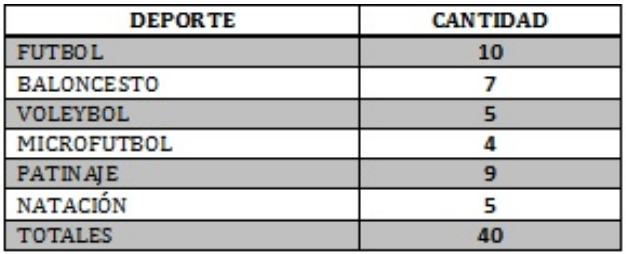 DEPORTE CANTIDAD
FUTBOL 10
BALONCESTO 7
VOLEYBOL 5
MICROFUTBOL 4
PATINAJE 9
NATACIÓN 5
TOTALES 40